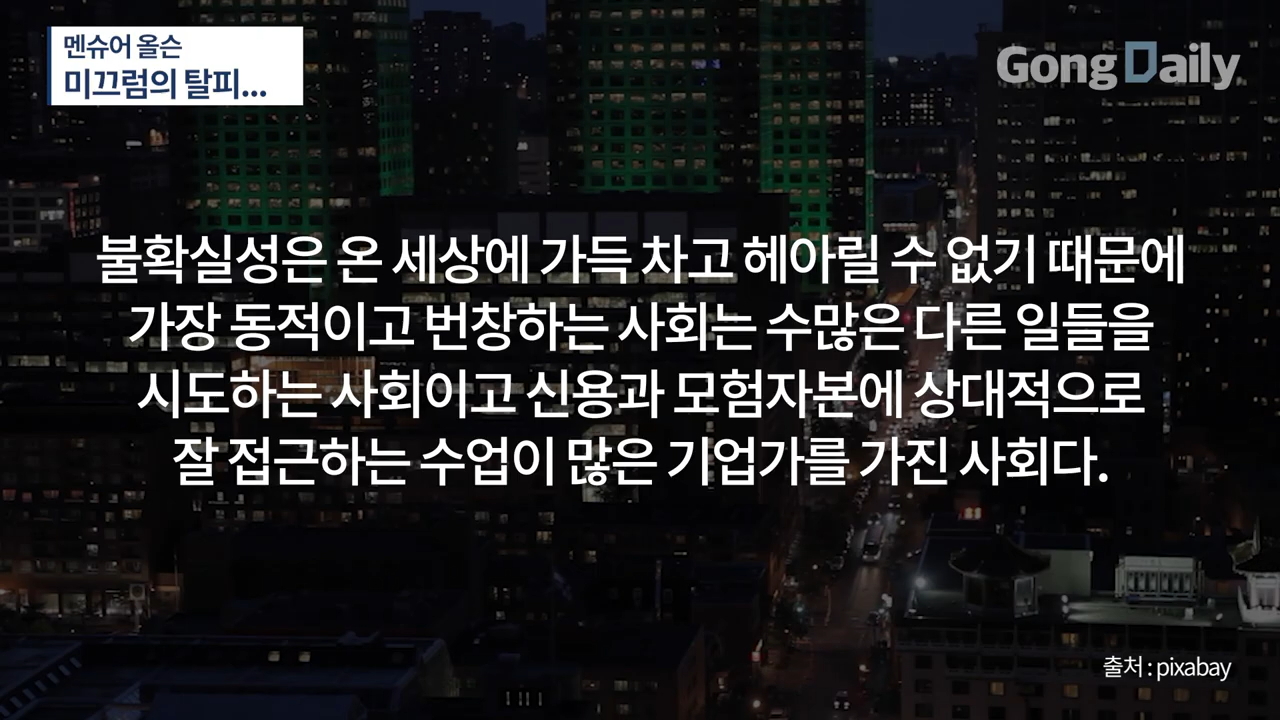 멘슈어 올슨
미끄럼의 탈피...
Gong Daily
불확실성은 온 세상에 가득 차고 헤아릴 수 없기 때문에
가장 동적이고 번창하는 사회는 수많은 다른 일들을
시도하는 사회이고 신용과 모험자본에 상대적으로
잘 접근하는 수업이 많은 기업가를 가진 사회다.
출처 : pixabay